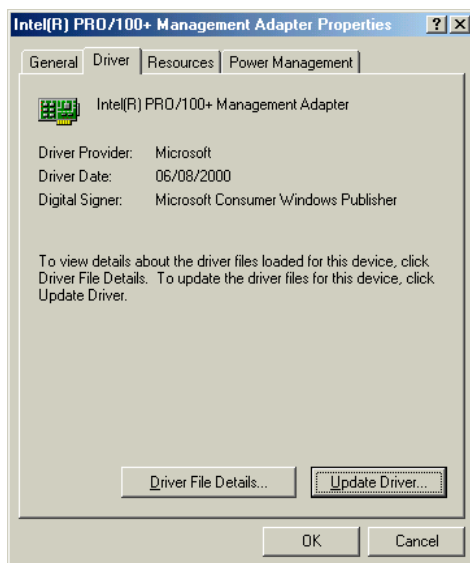 Intel(R) PRO/100+ Management Adapter Properties
General Driver Resources Power Management
Intel(R) PRO/100+ Management Adapter
Driver Provider: Microsoft
Driver Date: 06/08/2000
Digital Signer: Microsoft Consumer Windows Publisher
To view details about the driver files loaded for this device, click
Driver File Details. To update the driver files for this device, click
Update Driver.
Driver File Details... Update Driver...
OK Cancel